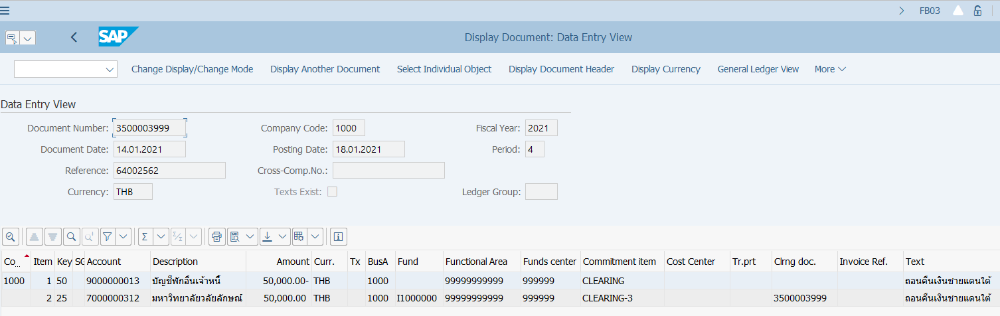 FB03
SAP
Display Document: Data Entry View
Change Display/Change Mode Display Another Document Select Individual Object Display Document Header Display Currency General Ledger View More
Data Entry View
Document Number: 3500003999 Company Code: 1000 Fiscal Year: 2021
Document Date: 14.01.2021 Posting Date: 18.01.2021 Period: 4
Reference: 64002562 Cross-Comp.No.:
Currency: THB Texts Exist: Ledger Group:
Co... Item Key SG Account Description Amount Curr. Tx BusA Fund Functional Area Funds center Commitment item Cost Center Tr.prt Clrng doc. Invoice Ref. Text
1000 1 50 9000000013 บัญชีพักอื่นเจ้าหนี้ 50,000.00- THB 1000 99999999999 999999 CLEARING ถอนคืนเงินชายแดนใต้
2 25 7000000312 มหาวิทยาลัยวลัยลักษณ์ 50,000.00 THB 1000 I1000000 99999999999 999999 CLEARING-3 3500003999 ถอนคืนเงินชายแดนใต้